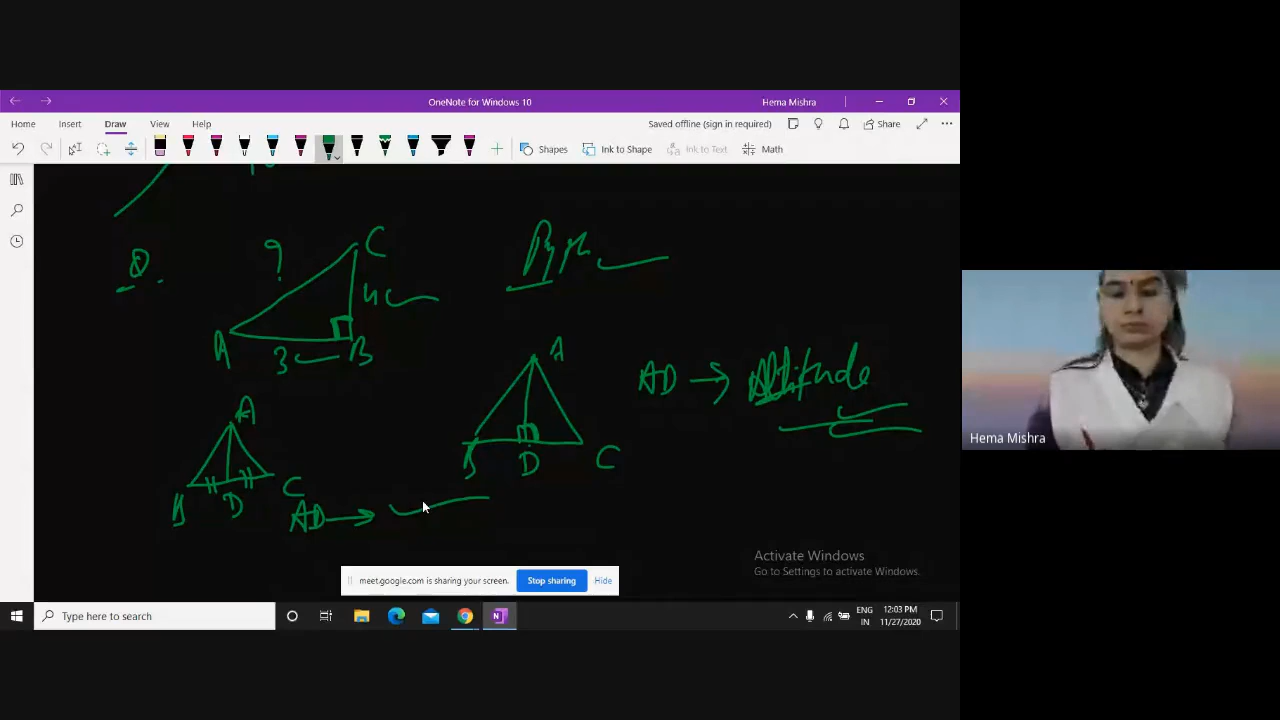 OneNote for Windows 10
Hema Mishra
Home Insert Draw View Help
Saved offline (sign in required)
Share
Shapes
Ink to Shape
Ink to Text
Math
Q.
?
C
4
A
3
B
Pyth
A
B
D
C
AD → Altitude
A
B
D
C
AD →
Hema Mishra
Activate Windows
Go to Settings to activate Windows.
meet.google.com is sharing your screen.
Stop sharing
Hide
Type here to search
ENG
IN
12:03 PM
11/27/2020